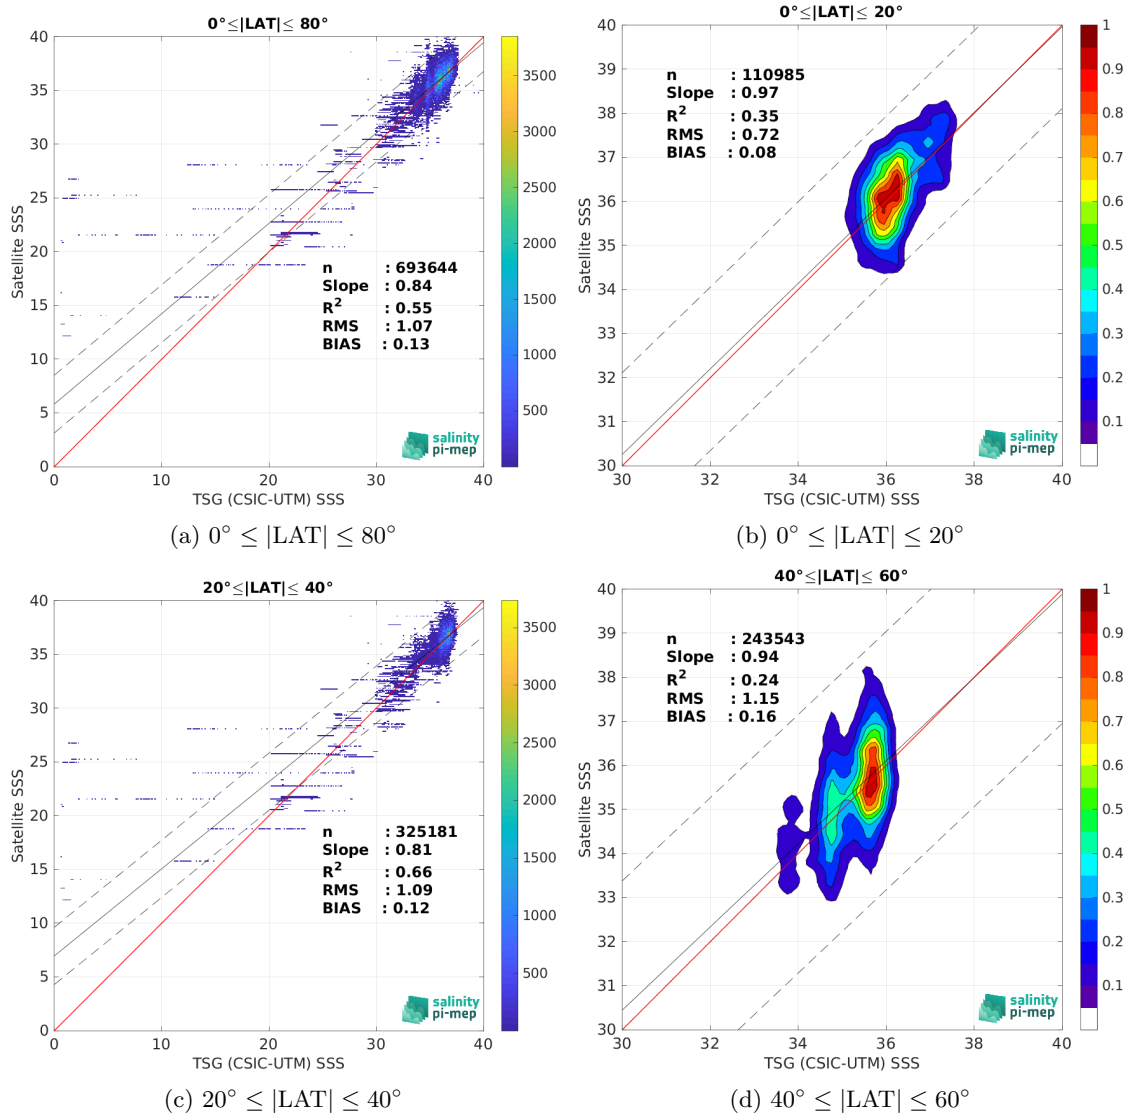 0°≤|LAT|≤ 80°
40
35
30
25
20
15
10
5
0
Satellite SSS
n : 693644
Slope : 0.84
R² : 0.55
RMS : 1.07
BIAS : 0.13
salinity
pi-mep
0 10 20 30 40
TSG (CSIC-UTM) SSS
3500
3000
2500
2000
1500
1000
500
(a) 0° ≤ |LAT| ≤ 80°
0°≤|LAT|≤ 20°
40
39
38
37
36
35
34
33
32
31
30
Satellite SSS
n : 110985
Slope : 0.97
R² : 0.35
RMS : 0.72
BIAS : 0.08
salinity
pi-mep
30 32 34 36 38 40
TSG (CSIC-UTM) SSS
1
0.9
0.8
0.7
0.6
0.5
0.4
0.3
0.2
0.1
(b) 0° ≤ |LAT| ≤ 20°
20°≤|LAT|≤ 40°
40
35
30
25
20
15
10
5
0
Satellite SSS
n : 325181
Slope : 0.81
R² : 0.66
RMS : 1.09
BIAS : 0.12
salinity
pi-mep
0 10 20 30 40
TSG (CSIC-UTM) SSS
3500
3000
2500
2000
1500
1000
500
(c) 20° ≤ |LAT| ≤ 40°
40°≤|LAT|≤ 60°
40
39
38
37
36
35
34
33
32
31
30
Satellite SSS
n : 243543
Slope : 0.94
R² : 0.24
RMS : 1.15
BIAS : 0.16
salinity
pi-mep
30 32 34 36 38 40
TSG (CSIC-UTM) SSS
1
0.9
0.8
0.7
0.6
0.5
0.4
0.3
0.2
0.1
(d) 40° ≤ |LAT| ≤ 60°